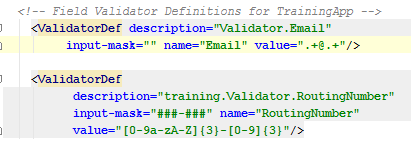 <!-- Field Validator Definitions for TrainingApp -->
<ValidatorDef description="Validator.Email"
input-mask="" name="Email" value=".+@.+"/>
<ValidatorDef
description="training.Validator.RoutingNumber"
input-mask="###-###" name="RoutingNumber"
value="[0-9a-zA-Z]{3}-[0-9]{3}"/>